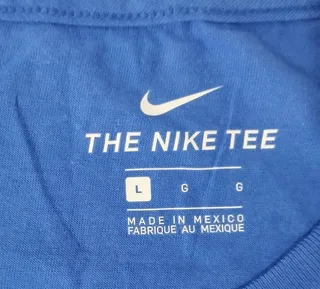 THE NIKE TEE
L G G
MADE IN MEXICO
FABRIQUE AU MEXIQUE